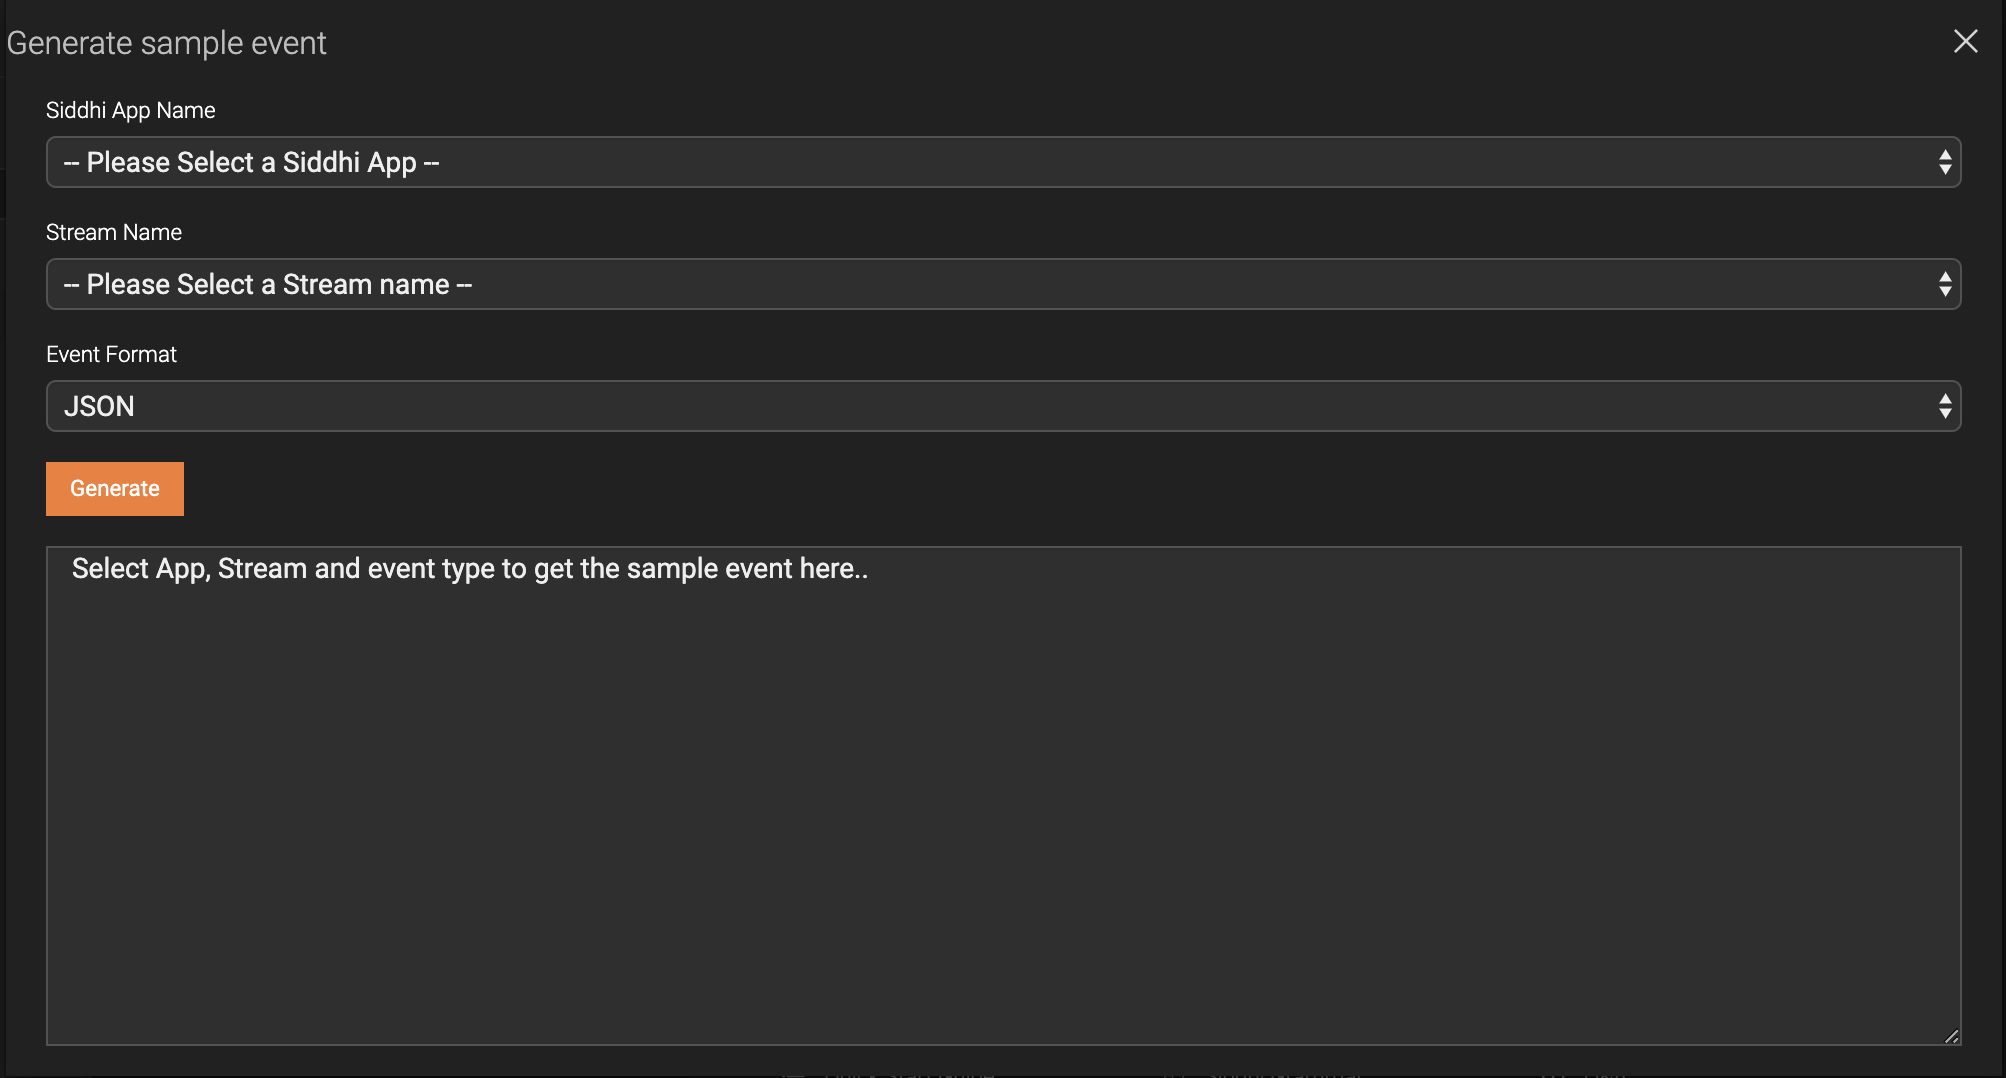 Generate sample event
Siddhi App Name
-- Please Select a Siddhi App --
Stream Name
-- Please Select a Stream name --
Event Format
JSON
Generate
Select App, Stream and event type to get the sample event here..